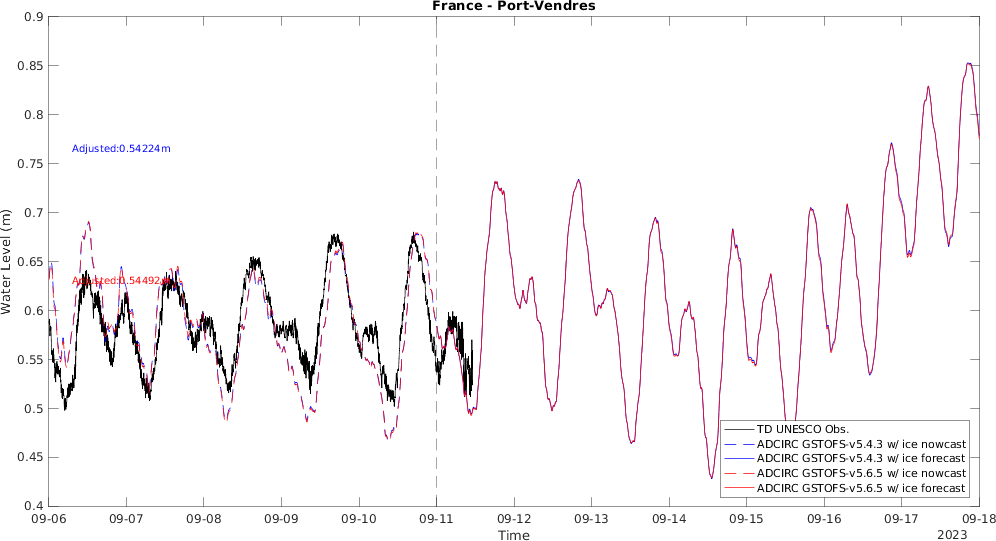 France - Port-Vendres
0.9
0.85
0.8
0.75
0.7
0.65
0.6
0.55
0.5
0.45
0.4
Water Level (m)
Adjusted:0.54224m
Adjusted:0.54492m
TD UNESCO Obs.
ADCIRC GSTOFS-v5.4.3 w/ ice nowcast
ADCIRC GSTOFS-v5.4.3 w/ ice forecast
ADCIRC GSTOFS-v5.6.5 w/ ice nowcast
ADCIRC GSTOFS-v5.6.5 w/ ice forecast
09-06 09-07 09-08 09-09 09-10 09-11 09-12 09-13 09-14 09-15 09-16 09-17 09-18
Time
2023